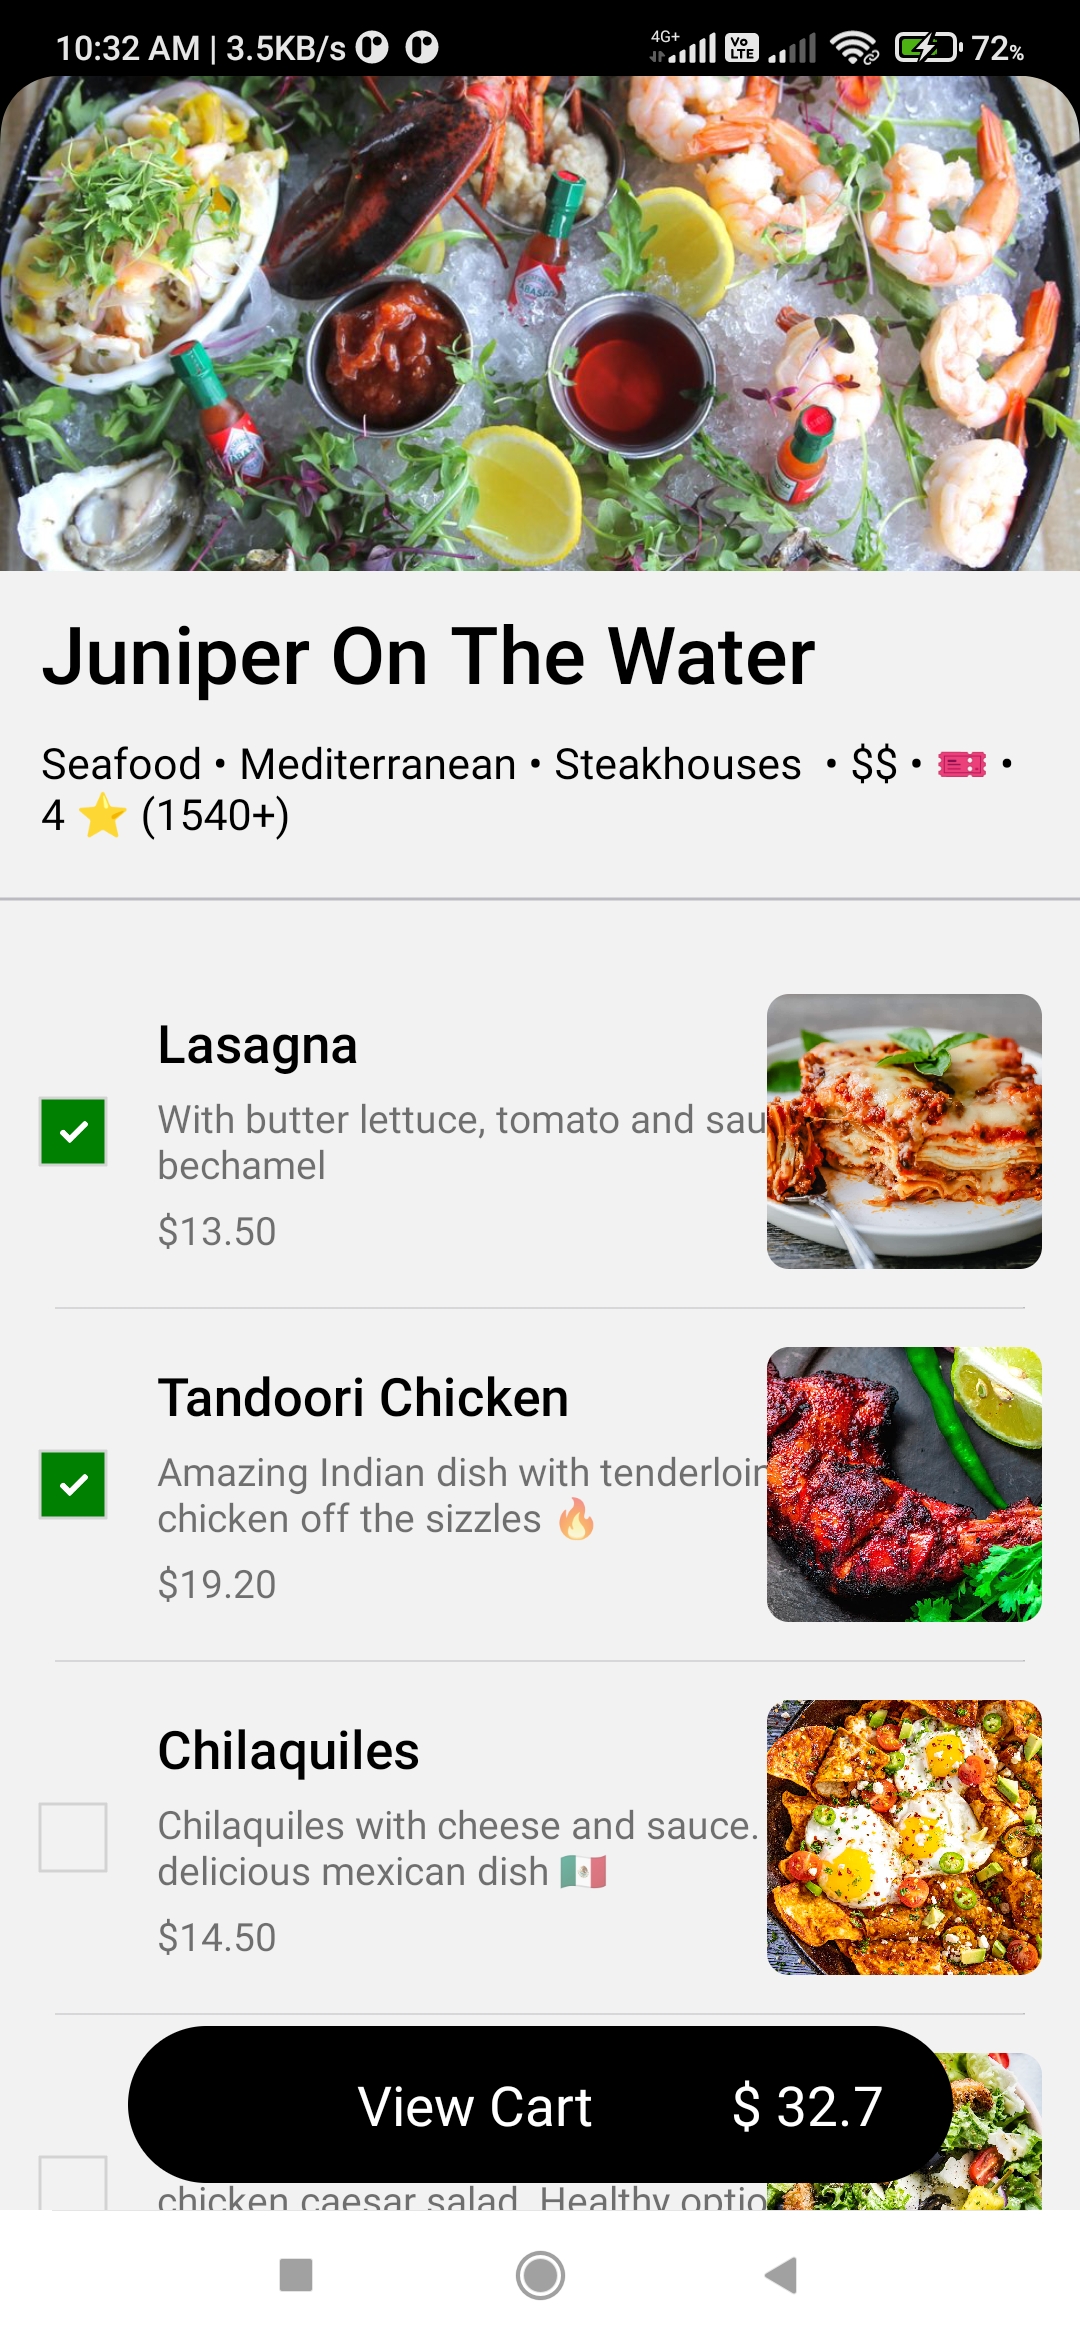 10:32 AM | 3.5KB/s 4G+ Vo LTE 72%
TABASCO
Juniper On The Water
Seafood • Mediterranean • Steakhouses • $$ • 🎟️ •
4 ⭐ (1540+)
Lasagna
With butter lettuce, tomato and sau
bechamel
$13.50
Tandoori Chicken
Amazing Indian dish with tenderloin
chicken off the sizzles 🔥
$19.20
Chilaquiles
Chilaquiles with cheese and sauce.
delicious mexican dish 🇲🇽
$14.50
View Cart $ 32.7
chicken caesar salad. Healthy optio